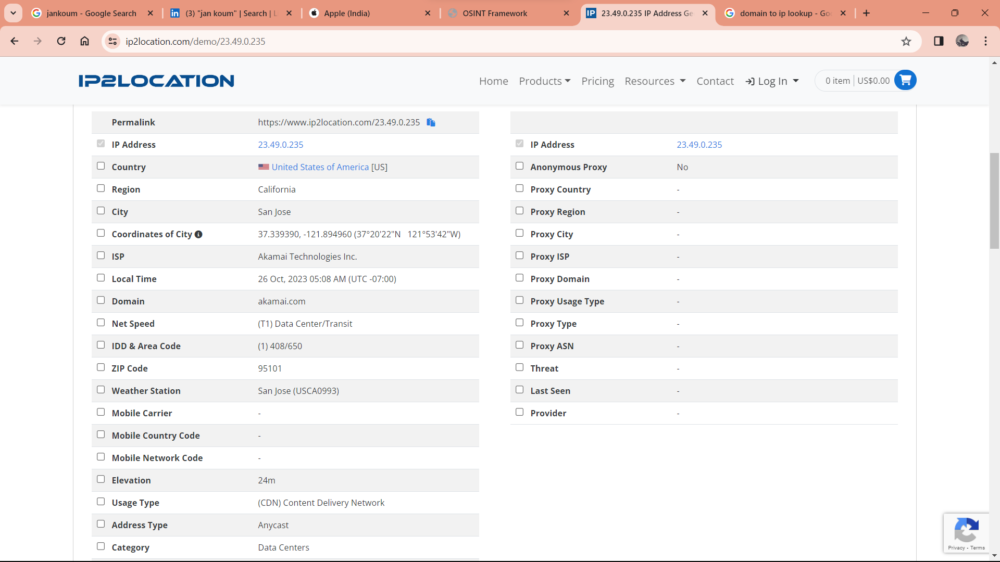 jankoum - Google Search
(3) "jan koum" | Search | L
Apple (India)
OSINT Framework
IP 23.49.0.235 IP Address Ge
domain to ip lookup - Go
ip2location.com/demo/23.49.0.235
IP2LOCATION
Home Products Pricing Resources Contact Log In 0 item US$0.00
Permalink https://www.ip2location.com/23.49.0.235
IP Address 23.49.0.235
Country United States of America [US]
Region California
City San Jose
Coordinates of City 37.339390, -121.894960 (37°20'22"N 121°53'42"W)
ISP Akamai Technologies Inc.
Local Time 26 Oct, 2023 05:08 AM (UTC -07:00)
Domain akamai.com
Net Speed (T1) Data Center/Transit
IDD & Area Code (1) 408/650
ZIP Code 95101
Weather Station San Jose (USCA0993)
Mobile Carrier -
Mobile Country Code -
Mobile Network Code -
Elevation 24m
Usage Type (CDN) Content Delivery Network
Address Type Anycast
Category Data Centers
IP Address 23.49.0.235
Anonymous Proxy No
Proxy Country -
Proxy Region -
Proxy City -
Proxy ISP -
Proxy Domain -
Proxy Usage Type -
Proxy Type -
Proxy ASN -
Threat -
Last Seen -
Provider -
Privacy - Terms